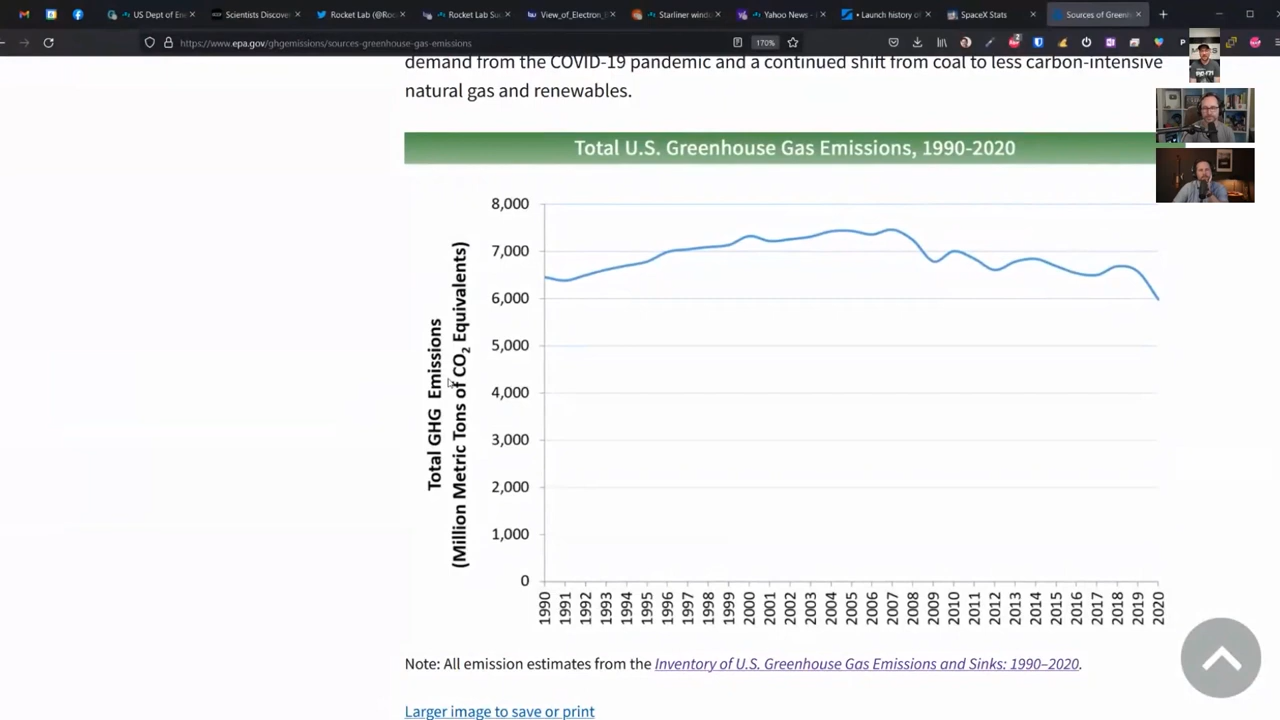 US Dept of En
Scientists Discove
Rocket Lab (@Roc
Rocket Lab Suc
View_of_Electron_
Starliner wind
Yahoo News -
• Launch history of
SpaceX Stats
Sources of Greenh
https://www.epa.gov/ghgemissions/sources-greenhouse-gas-emissions
170%
demand from the COVID-19 pandemic and a continued shift from coal to less carbon-intensive
natural gas and renewables.
Total U.S. Greenhouse Gas Emissions, 1990-2020
Total GHG Emissions
(Million Metric Tons of CO₂ Equivalents)
8,000
7,000
6,000
5,000
4,000
3,000
2,000
1,000
0
1990
1991
1992
1993
1994
1995
1996
1997
1998
1999
2000
2001
2002
2003
2004
2005
2006
2007
2008
2009
2010
2011
2012
2013
2014
2015
2016
2017
2018
2019
2020
Note: All emission estimates from the Inventory of U.S. Greenhouse Gas Emissions and Sinks: 1990–2020.
Larger image to save or print